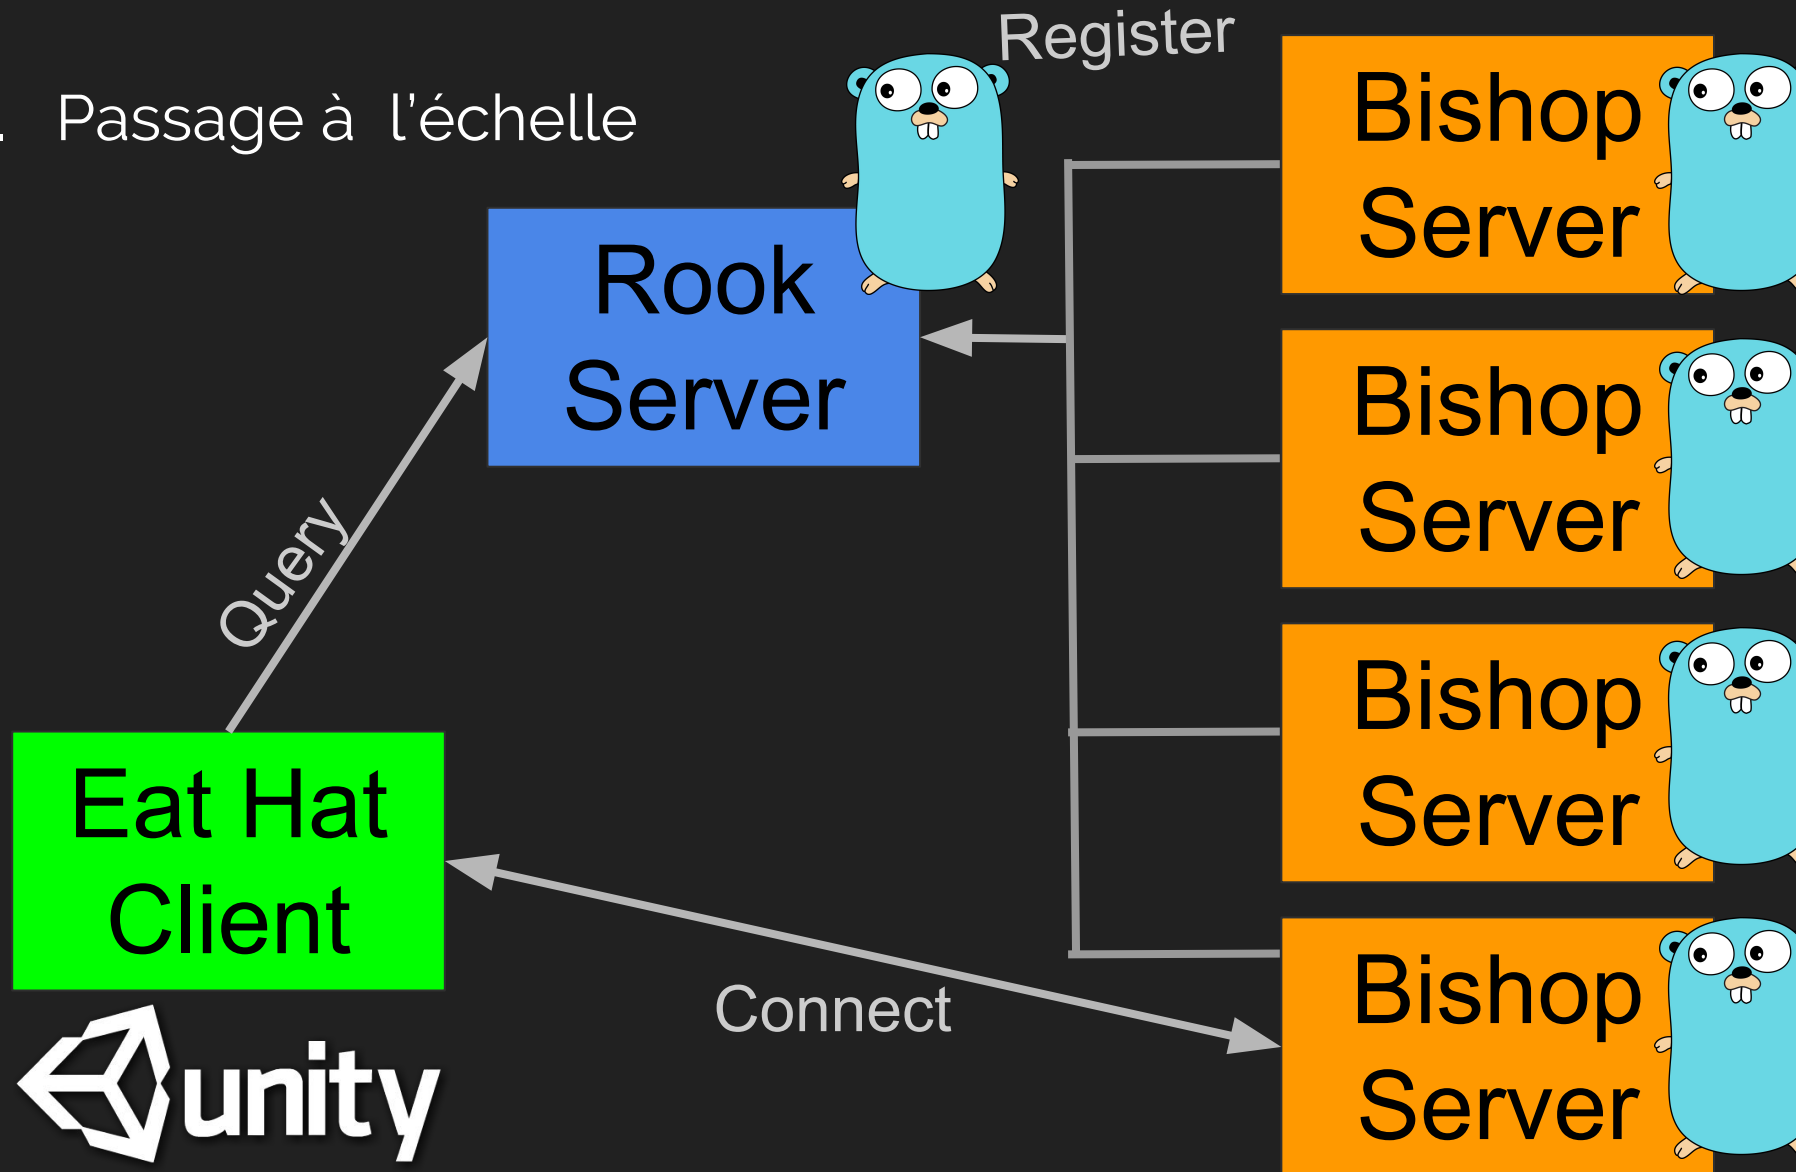 . Passage à l’échelle
Register
Rook
Server
Bishop
Server
Bishop
Server
Bishop
Server
Bishop
Server
Query
Eat Hat
Client
Connect
unity